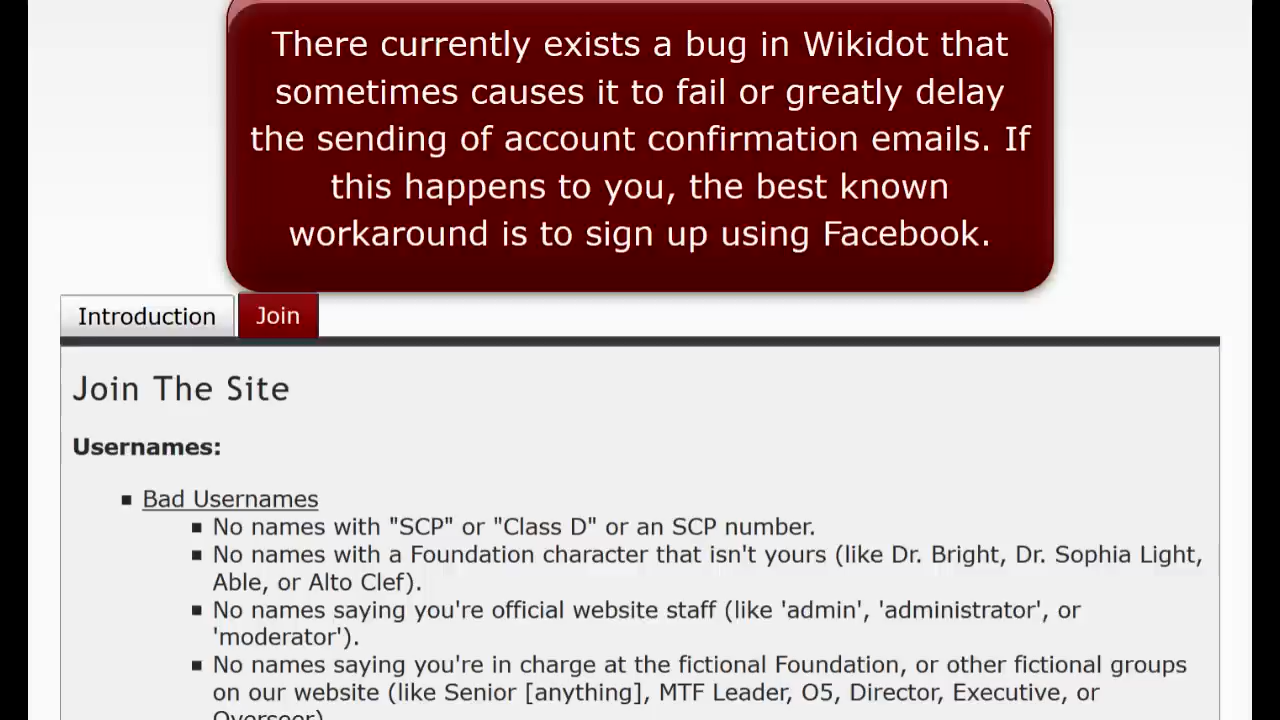 There currently exists a bug in Wikidot that
sometimes causes it to fail or greatly delay
the sending of account confirmation emails. If
this happens to you, the best known
workaround is to sign up using Facebook.
Introduction Join
Join The Site
Usernames:
Bad Usernames
No names with "SCP" or "Class D" or an SCP number.
No names with a Foundation character that isn't yours (like Dr. Bright, Dr. Sophia Light,
Able, or Alto Clef).
No names saying you're official website staff (like 'admin', 'administrator', or
'moderator').
No names saying you're in charge at the fictional Foundation, or other fictional groups
on our website (like Senior [anything], MTF Leader, O5, Director, Executive, or
Overseer)